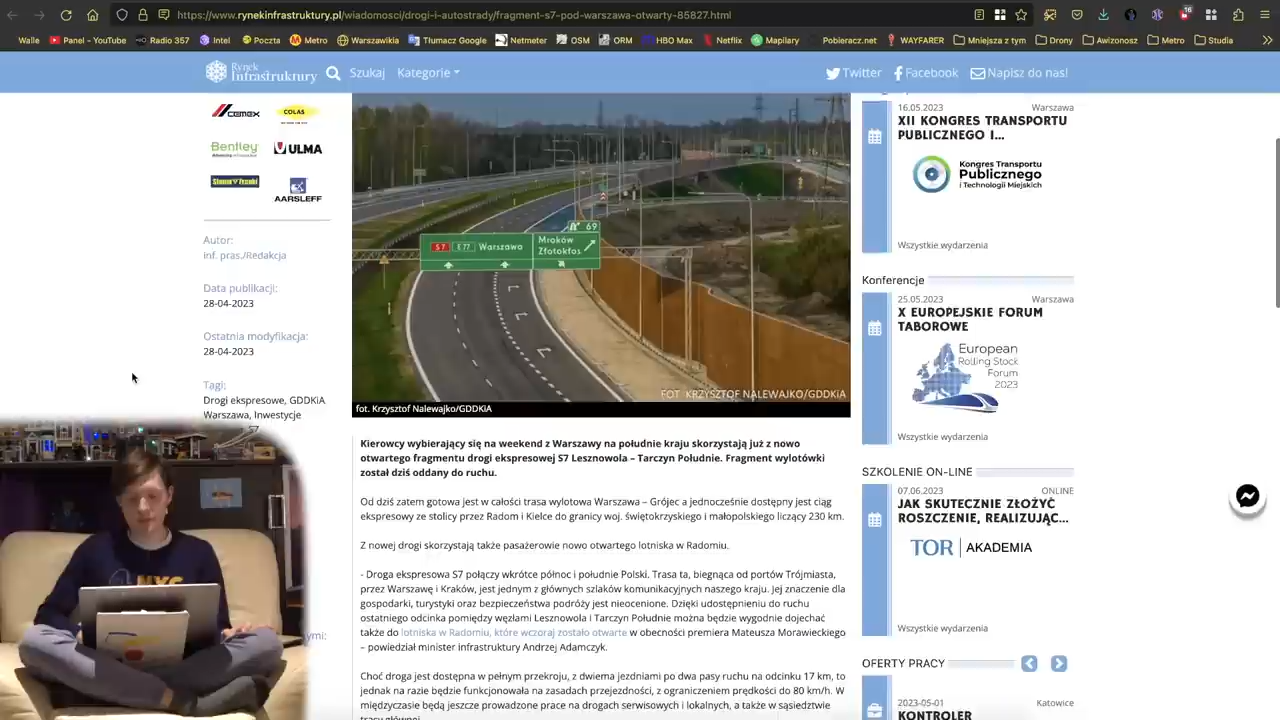 https://www.rynekinfrastruktury.pl/wiadomosci/drogi-i-autostrady/fragment-s7-pod-warszawa-otwarty-85827.html
16
Walle Panel - YouTube Radio 357 Intel Poczta Metro Warszawikia Tłumacz Google Netmeter OSM ORM HBO Max Netflix Mapilary Pobieracz.net WAYFARER Mniejsza z tym Drony Awizonosz Metro Studia
Rynek Infrastruktury
Szukaj Kategorie
Twitter Facebook Napisz do nas!
CEMEX
COLAS
Bentley
ULMA
AARSLEFF
Autor:
inf. pras./Redakcja
Data publikacji:
28-04-2023
Ostatnia modyfikacja:
28-04-2023
Tagi:
Drogi ekspresowe, GDDKiA
Warszawa, Inwestycje
ymi:
69
S7 E77 Warszawa
Mroków
Złotokłos
FOT. KRZYSZTOF NALEWAJKO/GDDKiA
fot. Krzysztof Nalewajko/GDDKiA
Kierowcy wybierający się na weekend z Warszawy na południe kraju skorzystają już z nowo
otwartego fragmentu drogi ekspresowej S7 Lesznowola – Tarczyn Południe. Fragment wylotówki
został dziś oddany do ruchu.
Od dziś zatem gotowa jest w całości trasa wylotowa Warszawa – Grójec a jednocześnie dostępny jest ciąg
ekspresowy ze stolicy przez Radom i Kielce do granicy woj. świętokrzyskiego i małopolskiego liczący 230 km.
Z nowej drogi skorzystają także pasażerowie nowo otwartego lotniska w Radomiu.
- Droga ekspresowa S7 połączy wkrótce północ i południe Polski. Trasa ta, biegnąca od portów Trójmiasta,
przez Warszawę i Kraków, jest jednym z głównych szlaków komunikacyjnych naszego kraju. Jej znaczenie dla
gospodarki, turystyki oraz bezpieczeństwa podróży jest nieocenione. Dzięki udostępnieniu do ruchu
ostatniego odcinka pomiędzy węzłami Lesznowola i Tarczyn Południe można będzie wygodnie dojechać
także do lotniska w Radomiu, które wczoraj zostało otwarte w obecności premiera Mateusza Morawieckiego
– powiedział minister infrastruktury Andrzej Adamczyk.
Choć droga jest dostępna w pełnym przekroju, z dwiema jezdniami po dwa pasy ruchu na odcinku 17 km, to
jednak na razie będzie funkcjonowała na zasadach przejezdności, z ograniczeniem prędkości do 80 km/h. W
międzyczasie będą jeszcze prowadzone prace na drogach serwisowych i lokalnych, a także w sąsiedztwie
trasy głównej.
16.05.2023 Warszawa
XII KONGRES TRANSPORTU
PUBLICZNEGO I...
Kongres Transportu
Publicznego
i Technologii Miejskich
Wszystkie wydarzenia
Konferencje
25.05.2023 Warszawa
X EUROPEJSKIE FORUM
TABOROWE
European
Rolling Stock
Forum
2023
Wszystkie wydarzenia
SZKOLENIE ON-LINE
07.06.2023 ONLINE
JAK SKUTECZNIE ZŁOŻYĆ
ROSZCZENIE, REALIZUJĄC...
TOR AKADEMIA
Wszystkie wydarzenia
OFERTY PRACY
2023-05-01 Katowice
KONTROLER
NYC